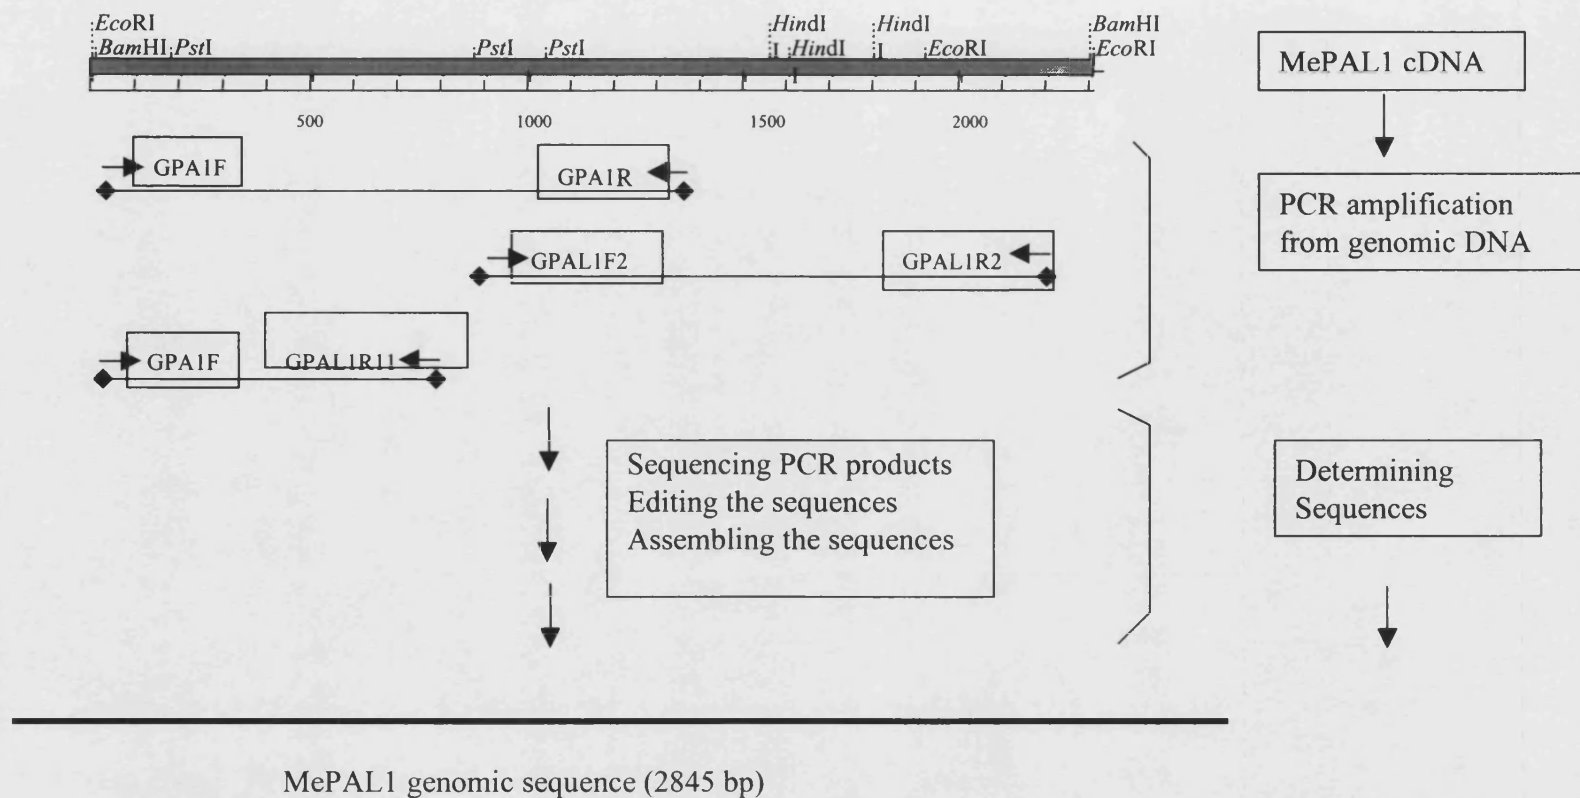 EcoRI HindI HindI BamHI
BamHI PstI PstI PstI I HindI I EcoRI EcoRI
MePAL1 cDNA
500 1000 1500 2000
GPA1F GPA1R
PCR amplification
from genomic DNA
GPAL1F2 GPAL1R2
GPA1F GPAL1R11
Sequencing PCR products
Editing the sequences
Assembling the sequences
Determining
Sequences
MePAL1 genomic sequence (2845 bp)